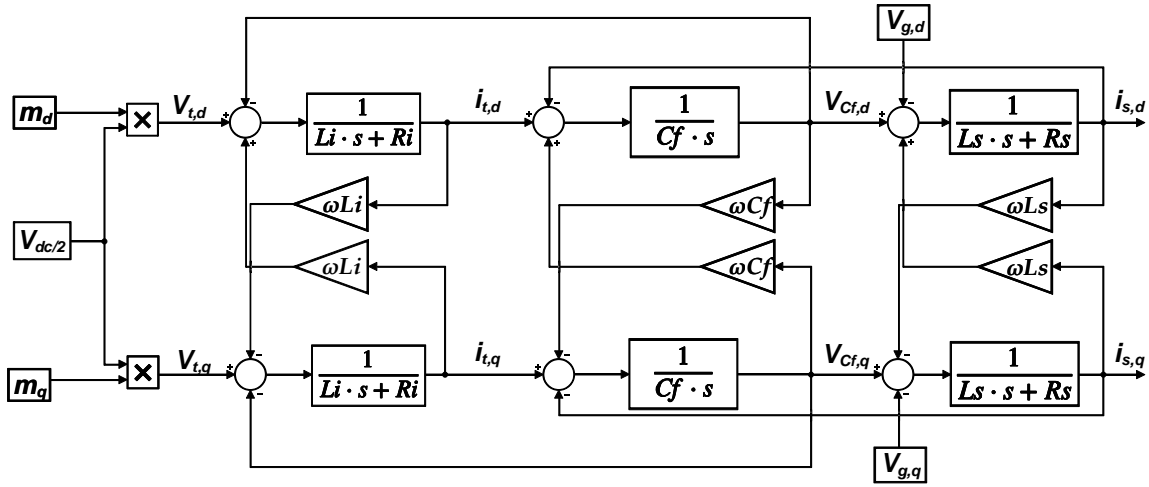 V_{g,d}
m_d
×
V_{t,d}
+
-
+
1
Li · s + Ri
i_{t,d}
+
-
+
1
Cf · s
V_{Cf,d}
+
-
+
1
Ls · s + Rs
i_{s,d}
ωLi
ωCf
ωLs
V_{dc/2}
ωLi
ωCf
ωLs
m_q
×
V_{t,q}
+
-
-
1
Li · s + Ri
i_{t,q}
+
-
-
1
Cf · s
V_{Cf,q}
+
-
-
1
Ls · s + Rs
i_{s,q}
V_{g,q}